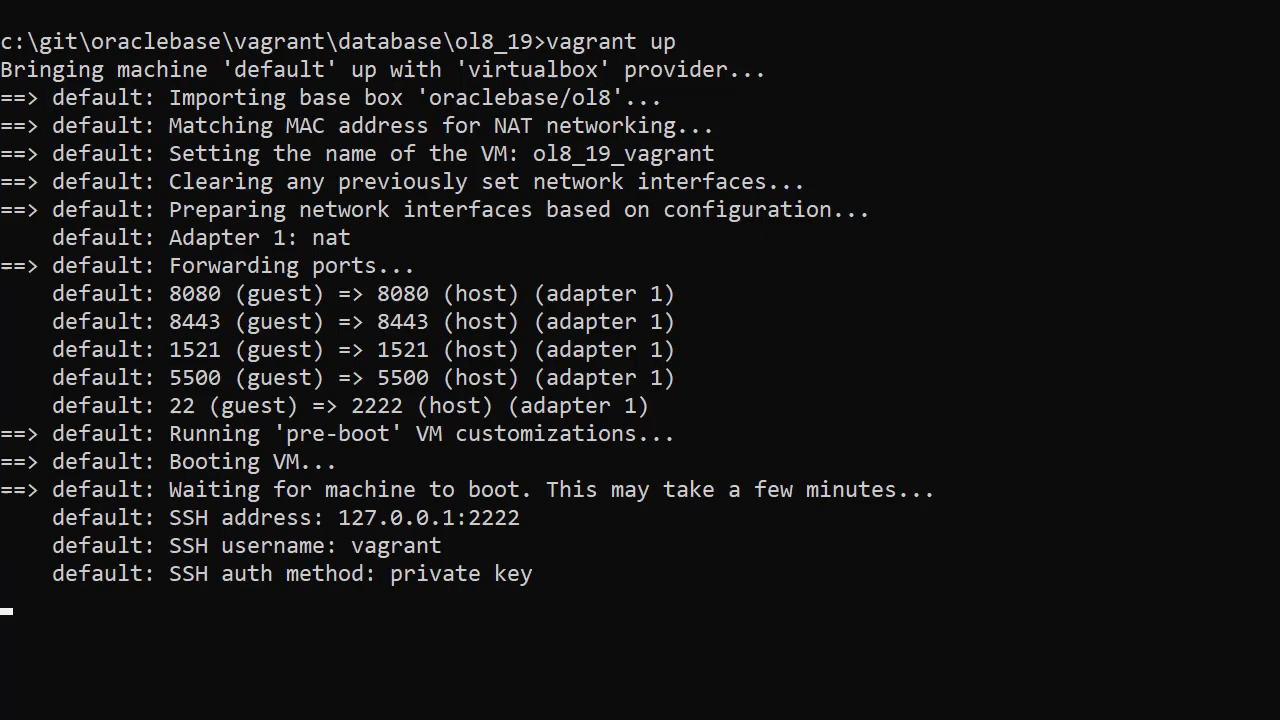 c:\git\oraclebase\vagrant\database\ol8_19>vagrant up
Bringing machine 'default' up with 'virtualbox' provider...
==> default: Importing base box 'oraclebase/ol8'...
==> default: Matching MAC address for NAT networking...
==> default: Setting the name of the VM: ol8_19_vagrant
==> default: Clearing any previously set network interfaces...
==> default: Preparing network interfaces based on configuration...
    default: Adapter 1: nat
==> default: Forwarding ports...
    default: 8080 (guest) => 8080 (host) (adapter 1)
    default: 8443 (guest) => 8443 (host) (adapter 1)
    default: 1521 (guest) => 1521 (host) (adapter 1)
    default: 5500 (guest) => 5500 (host) (adapter 1)
    default: 22 (guest) => 2222 (host) (adapter 1)
==> default: Running 'pre-boot' VM customizations...
==> default: Booting VM...
==> default: Waiting for machine to boot. This may take a few minutes...
    default: SSH address: 127.0.0.1:2222
    default: SSH username: vagrant
    default: SSH auth method: private key